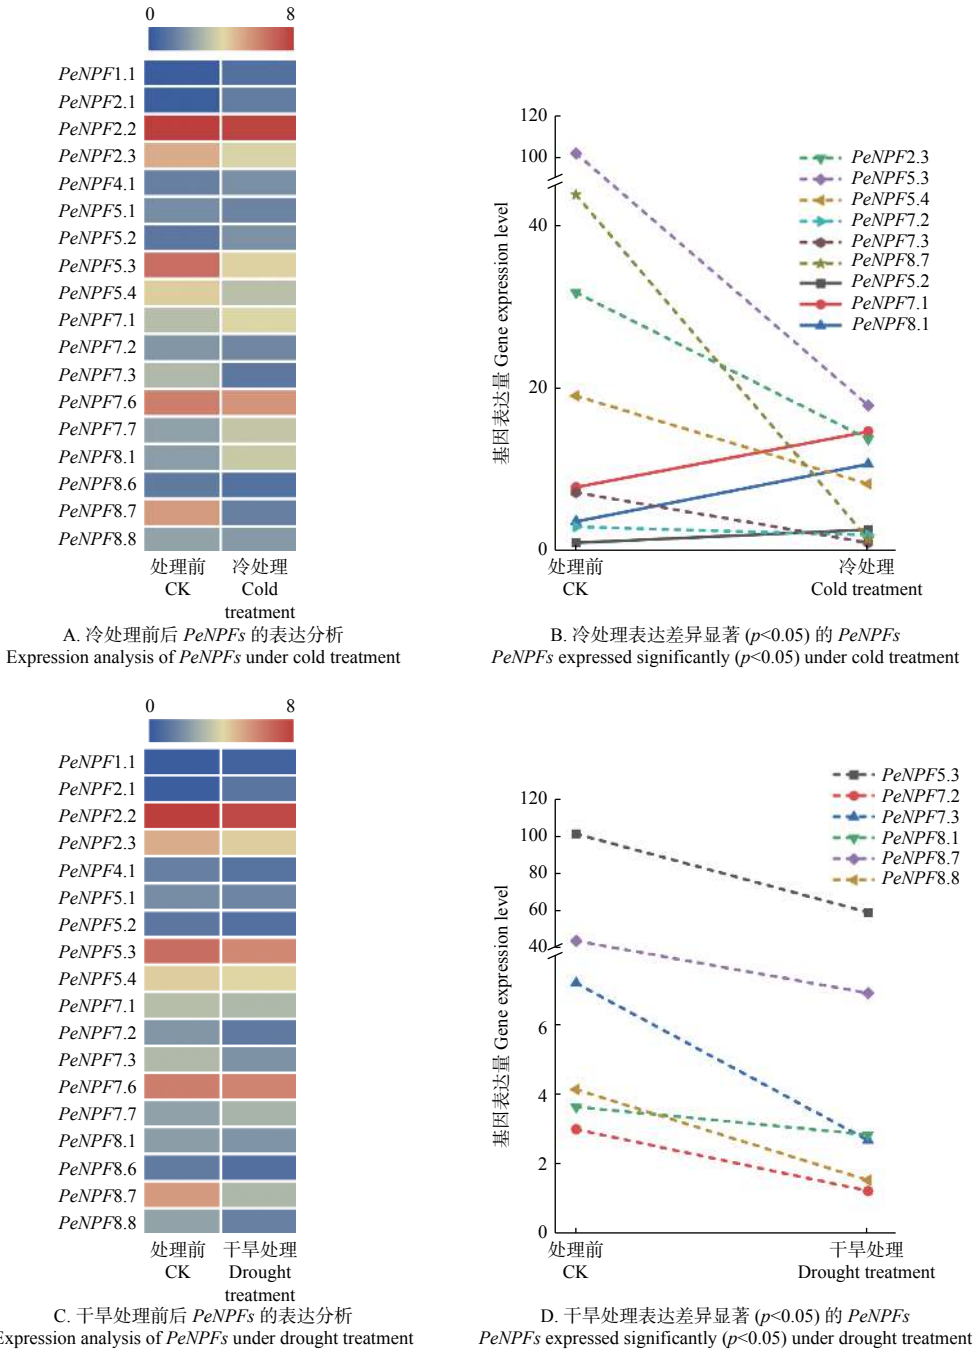 0 8
PeNPF1.1
PeNPF2.1
PeNPF2.2
PeNPF2.3
PeNPF4.1
PeNPF5.1
PeNPF5.2
PeNPF5.3
PeNPF5.4
PeNPF7.1
PeNPF7.2
PeNPF7.3
PeNPF7.6
PeNPF7.7
PeNPF8.1
PeNPF8.6
PeNPF8.7
PeNPF8.8
处理前 冷处理
CK Cold
treatment
A. 冷处理前后 PeNPFs 的表达分析
Expression analysis of PeNPFs under cold treatment
基因表达量 Gene expression level
120
100
40
20
0
PeNPF2.3
PeNPF5.3
PeNPF5.4
PeNPF7.2
PeNPF7.3
PeNPF8.7
PeNPF5.2
PeNPF7.1
PeNPF8.1
处理前 冷处理
CK Cold treatment
B. 冷处理表达差异显著 (p<0.05) 的 PeNPFs
PeNPFs expressed significantly (p<0.05) under cold treatment
0 8
PeNPF1.1
PeNPF2.1
PeNPF2.2
PeNPF2.3
PeNPF4.1
PeNPF5.1
PeNPF5.2
PeNPF5.3
PeNPF5.4
PeNPF7.1
PeNPF7.2
PeNPF7.3
PeNPF7.6
PeNPF7.7
PeNPF8.1
PeNPF8.6
PeNPF8.7
PeNPF8.8
处理前 干旱处理
CK Drought
treatment
C. 干旱处理前后 PeNPFs 的表达分析
Expression analysis of PeNPFs under drought treatment
基因表达量 Gene expression level
120
100
80
60
40
6
4
2
0
PeNPF5.3
PeNPF7.2
PeNPF7.3
PeNPF8.1
PeNPF8.7
PeNPF8.8
处理前 干旱处理
CK Drought treatment
D. 干旱处理表达差异显著 (p<0.05) 的 PeNPFs
PeNPFs expressed significantly (p<0.05) under drought treatment